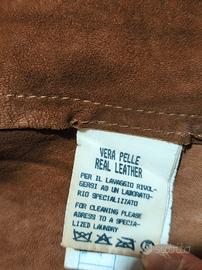 VERA PELLE
REAL LEATHER
PER IL LAVAGGIO RIVOL-
GERSI AD UN LABORATO-
RIO SPECIALIZZATO
FOR CLEANING PLEASE
ADRESS TO A SPECIA-
LIZED LAUNDRY
subito